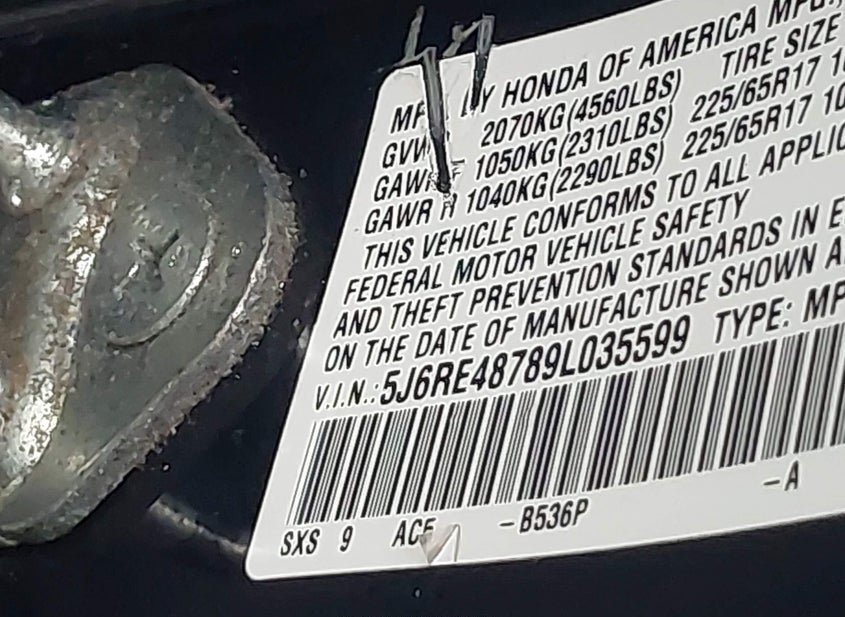 HONDA OF AMERICA MFG.,
2070KG(4560LBS) TIRE SIZE
GAWR 1050KG(2310LBS) 225/65R17
GAWR 1040KG(2290LBS) 225/65R17
THIS VEHICLE CONFORMS TO ALL
FEDERAL MOTOR VEHICLE SAFETY
AND THEFT PREVENTION STANDARDS IN
ON THE DATE OF MANUFACTURE SHOWN
V.I.N.: 5J6RE48789L035599 TYPE:
SXS 9 -B536P -A